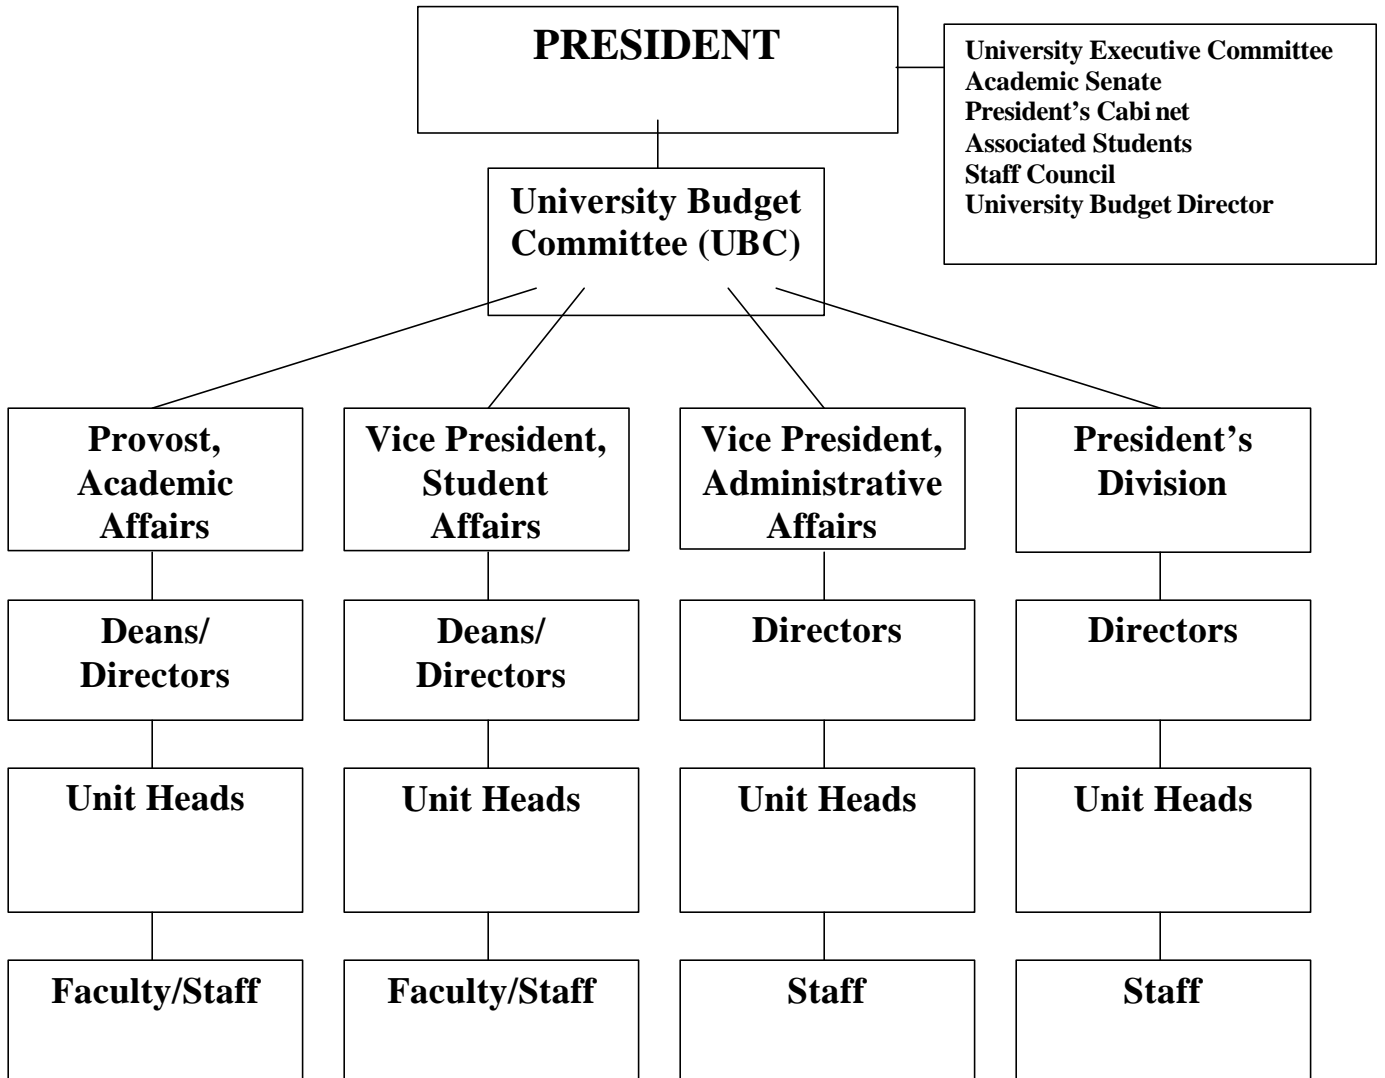 PRESIDENT
University Executive Committee
Academic Senate
President’s Cabi net
Associated Students
Staff Council
University Budget Director
University Budget
Committee (UBC)
Provost,
Academic
Affairs
Vice President,
Student
Affairs
Vice President,
Administrative
Affairs
President’s
Division
Deans/
Directors
Deans/
Directors
Directors
Directors
Unit Heads
Unit Heads
Unit Heads
Unit Heads
Faculty/Staff
Faculty/Staff
Staff
Staff